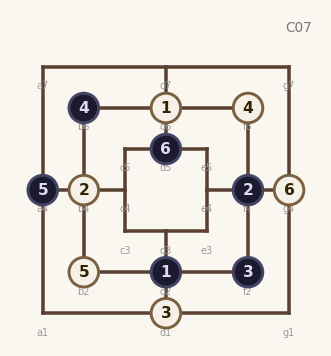 C07
a7 d7 g7
4 1 4
b6 d6 f6
6
c5 d5 e5
5 2 2 6
a4 b4 c4 e4 f4 g4
c3 d3 e3
5 1 3
b2 d2 f2
3
a1 d1 g1